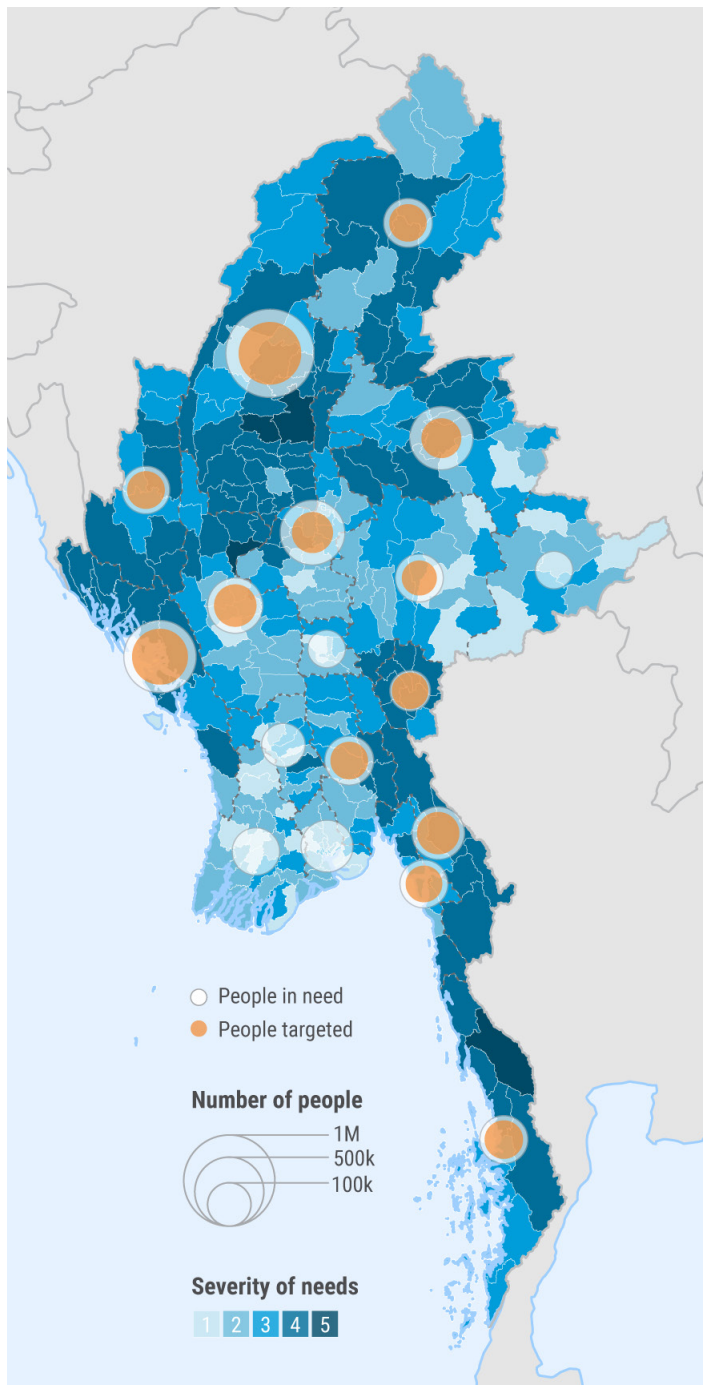 People in need
People targeted
Number of people
1M
500k
100k
Severity of needs
1 2 3 4 5